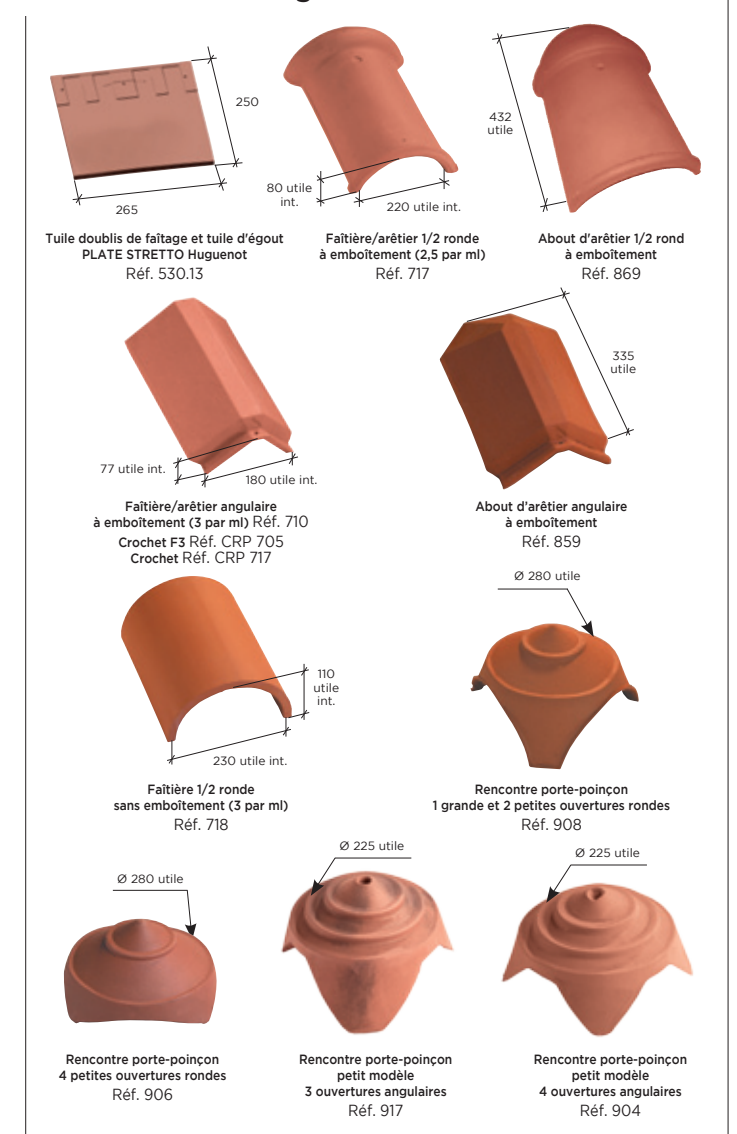 250
265
Tuile doublis de faîtage et tuile d'égout
PLATE STRETTO Huguenot
Réf. 530.13
80 utile
int.
220 utile int.
Faîtière/arêtier 1/2 ronde
à emboîtement (2,5 par ml)
Réf. 717
432
utile
About d'arêtier 1/2 rond
à emboîtement
Réf. 869
77 utile int.
180 utile int.
Faîtière/arêtier angulaire
à emboîtement (3 par ml) Réf. 710
Crochet F3 Réf. CRP 705
Crochet Réf. CRP 717
335
utile
About d'arêtier angulaire
à emboîtement
Réf. 859
110
utile
int.
230 utile int.
Faîtière 1/2 ronde
sans emboîtement (3 par ml)
Réf. 718
Ø 280 utile
Rencontre porte-poinçon
1 grande et 2 petites ouvertures rondes
Réf. 908
Ø 280 utile
Rencontre porte-poinçon
4 petites ouvertures rondes
Réf. 906
Ø 225 utile
Rencontre porte-poinçon
petit modèle
3 ouvertures angulaires
Réf. 917
Ø 225 utile
Rencontre porte-poinçon
petit modèle
4 ouvertures angulaires
Réf. 904